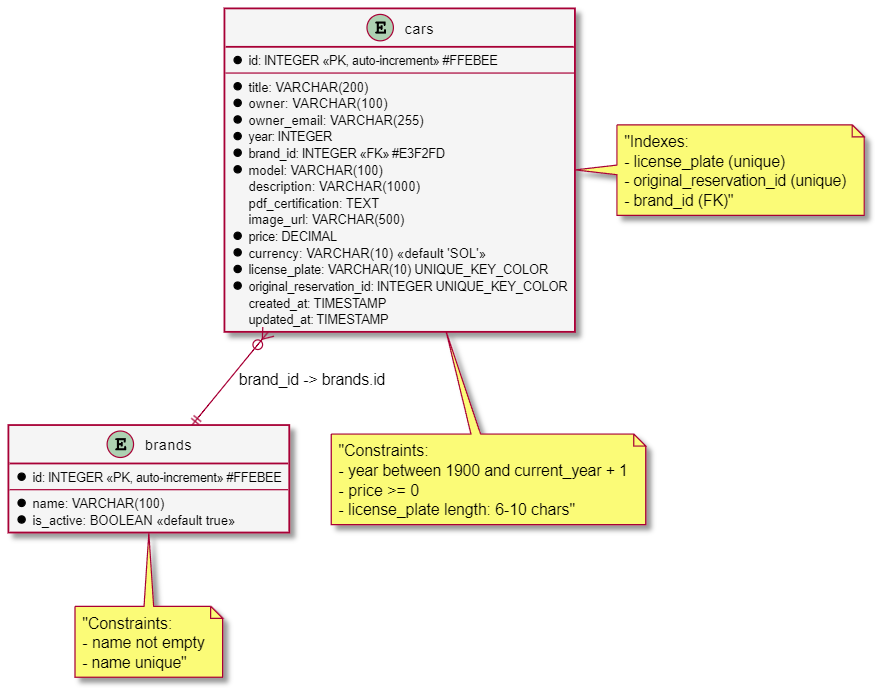 E cars
id: INTEGER «PK, auto-increment» #FFEBEE
title: VARCHAR(200)
owner: VARCHAR(100)
owner_email: VARCHAR(255)
year: INTEGER
brand_id: INTEGER «FK» #E3F2FD
model: VARCHAR(100)
description: VARCHAR(1000)
pdf_certification: TEXT
image_url: VARCHAR(500)
price: DECIMAL
currency: VARCHAR(10) «default 'SOL'»
license_plate: VARCHAR(10) UNIQUE_KEY_COLOR
original_reservation_id: INTEGER UNIQUE_KEY_COLOR
created_at: TIMESTAMP
updated_at: TIMESTAMP
"Indexes:
- license_plate (unique)
- original_reservation_id (unique)
- brand_id (FK)"
brand_id -> brands.id
E brands
id: INTEGER «PK, auto-increment» #FFEBEE
name: VARCHAR(100)
is_active: BOOLEAN «default true»
"Constraints:
- year between 1900 and current_year + 1
- price >= 0
- license_plate length: 6-10 chars"
"Constraints:
- name not empty
- name unique"